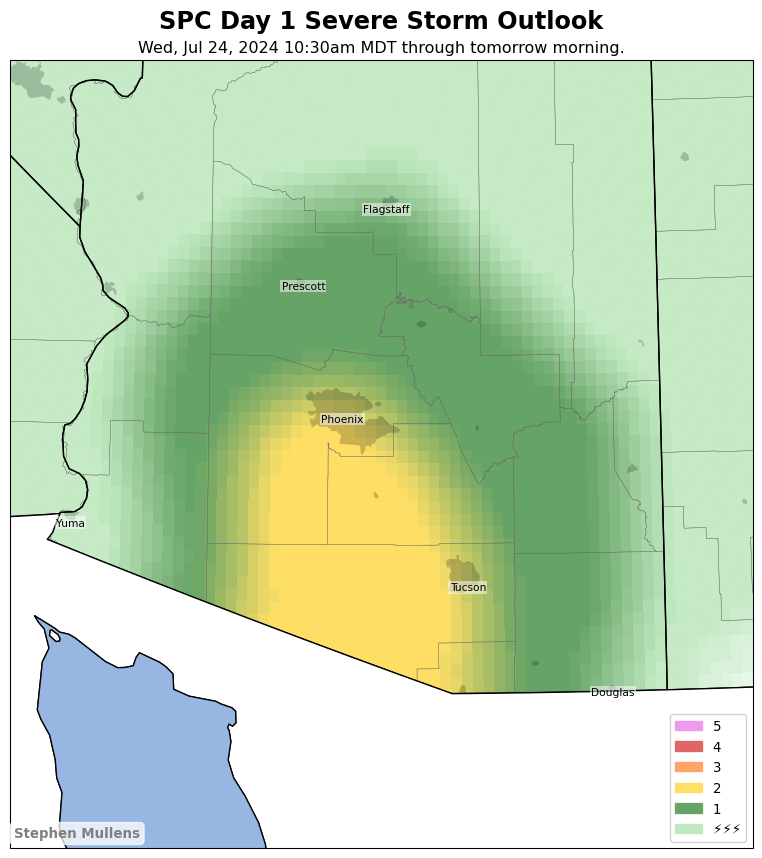 SPC Day 1 Severe Storm Outlook
Wed, Jul 24, 2024 10:30am MDT through tomorrow morning.
Flagstaff
Prescott
Phoenix
Yuma
Tucson
Douglas
5
4
3
2
1
⚡⚡⚡
Stephen Mullens